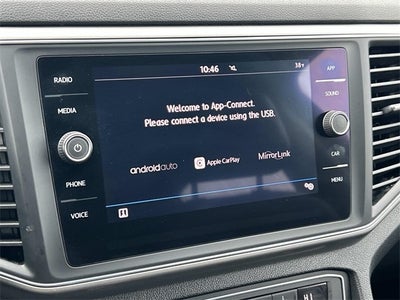 10:46
38°F
RADIO
MEDIA
PHONE
VOICE
Welcome to App-Connect.
Please connect a device using the USB.
androidauto
Apple CarPlay
MirrorLink
APP
SOUND
CAR
MENU